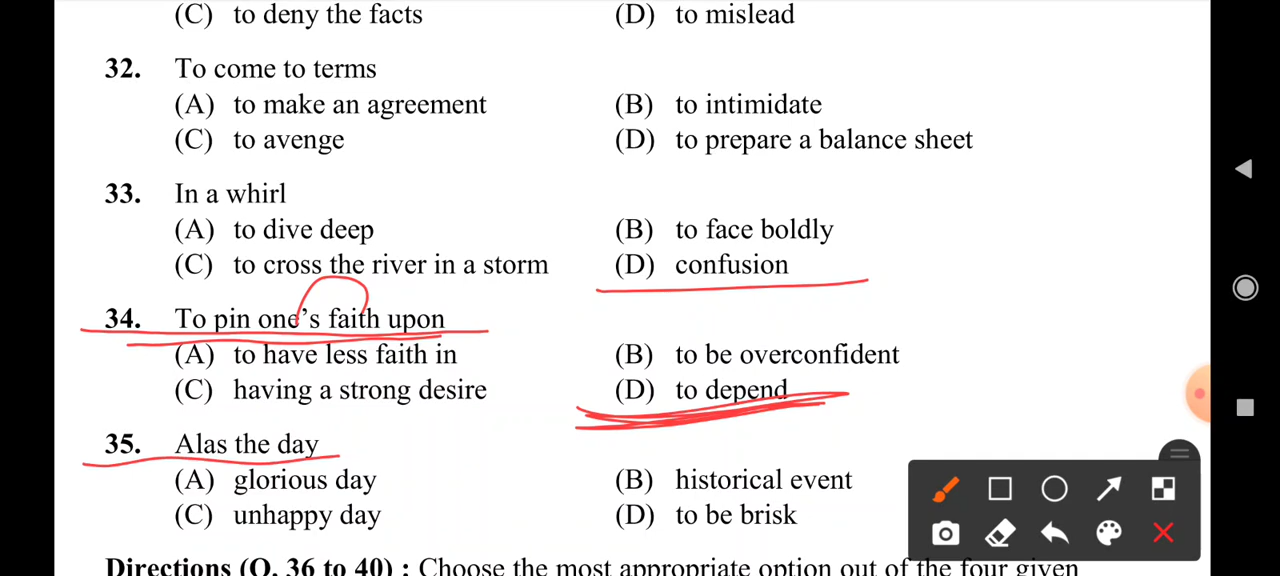 (C) to deny the facts (D) to mislead
32. To come to terms
(A) to make an agreement (B) to intimidate
(C) to avenge (D) to prepare a balance sheet
33. In a whirl
(A) to dive deep (B) to face boldly
(C) to cross the river in a storm (D) confusion
34. To pin one's faith upon
(A) to have less faith in (B) to be overconfident
(C) having a strong desire (D) to depend
35. Alas the day
(A) glorious day (B) historical event
(C) unhappy day (D) to be brisk
Directions (Q. 36 to 40) : Choose the most appropriate option out of the four given